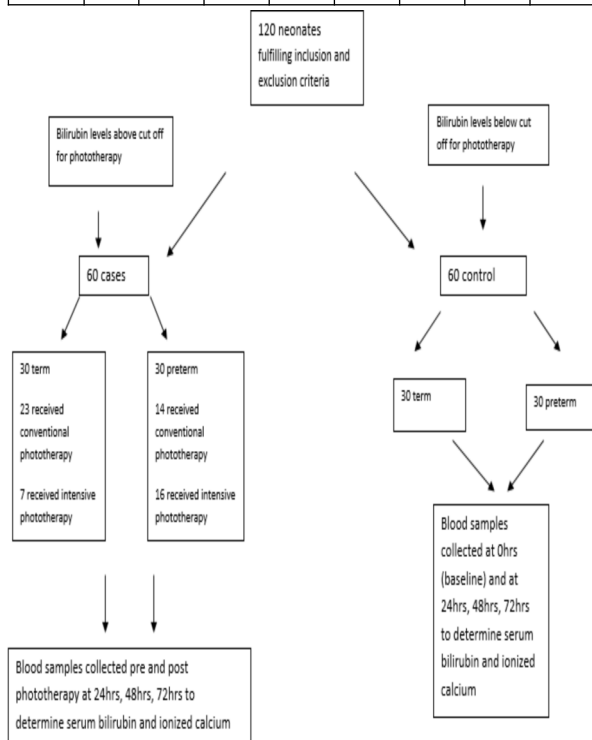 120 neonates
fulfilling inclusion and
exclusion criteria
Bilirubin levels above cut off
for phototherapy
Bilirubin levels below cut
off for phototherapy
60 cases
60 control
30 term
23 received
conventional
phototherapy
7 received intensive
phototherapy
30 preterm
14 received
conventional
phototherapy
16 received intensive
phototherapy
30 term
30 preterm
Blood samples collected pre and post
phototherapy at 24hrs, 48hrs, 72hrs to
determine serum bilirubin and ionized calcium
Blood samples
collected at 0hrs
(baseline) and at
24hrs, 48hrs, 72hrs
to determine serum
bilirubin and ionized
calcium